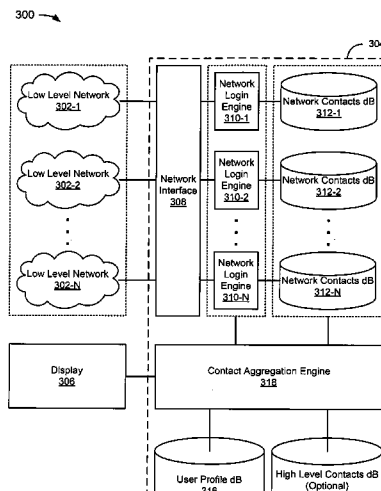 300
304
Low Level Network
302-1
Network
Login
Engine
310-1
Network Contacts dB
312-1
Low Level Network
302-2
Network
Interface
308
Network
Login
Engine
310-2
Network Contacts dB
312-2
Low Level Network
302-N
Network
Login
Engine
310-N
Network Contacts dB
312-N
Display
306
Contact Aggregation Engine
318
User Profile dB
316
High Level Contacts dB
(Optional)